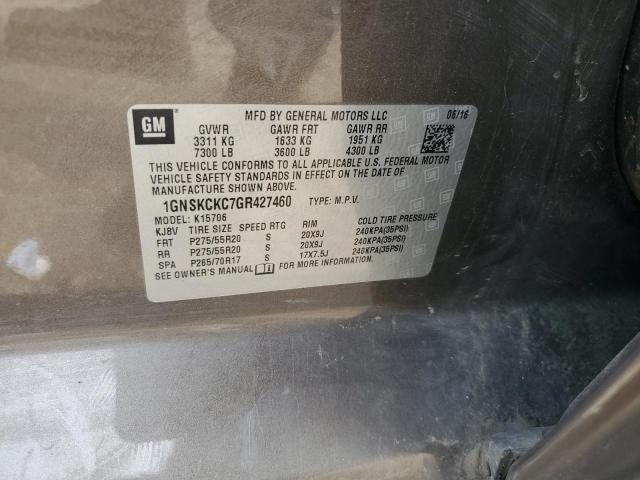 GM
MFD BY GENERAL MOTORS LLC 06/16
GVWR GAWR FRT GAWR RR
3311 KG 1633 KG 1951 KG
7300 LB 3600 LB 4300 LB
THIS VEHICLE CONFORMS TO ALL APPLICABLE U.S. FEDERAL MOTOR
VEHICLE SAFETY STANDARDS IN EFFECT ON THE DATE OF
MANUFACTURE SHOWN ABOVE.
1GNSKCKC7GR427460 TYPE: M.P.V.
MODEL: K15706
KJ8V TIRE SIZE SPEED RTG RIM COLD TIRE PRESSURE
FRT P275/55R20 S 20X9J 240KPA(35PSI)
RR P275/55R20 S 20X9J 240KPA(35PSI)
SPA P265/70R17 S 17X7.5J 240KPA(35PSI)
SEE OWNER'S MANUAL FOR MORE INFORMATION.